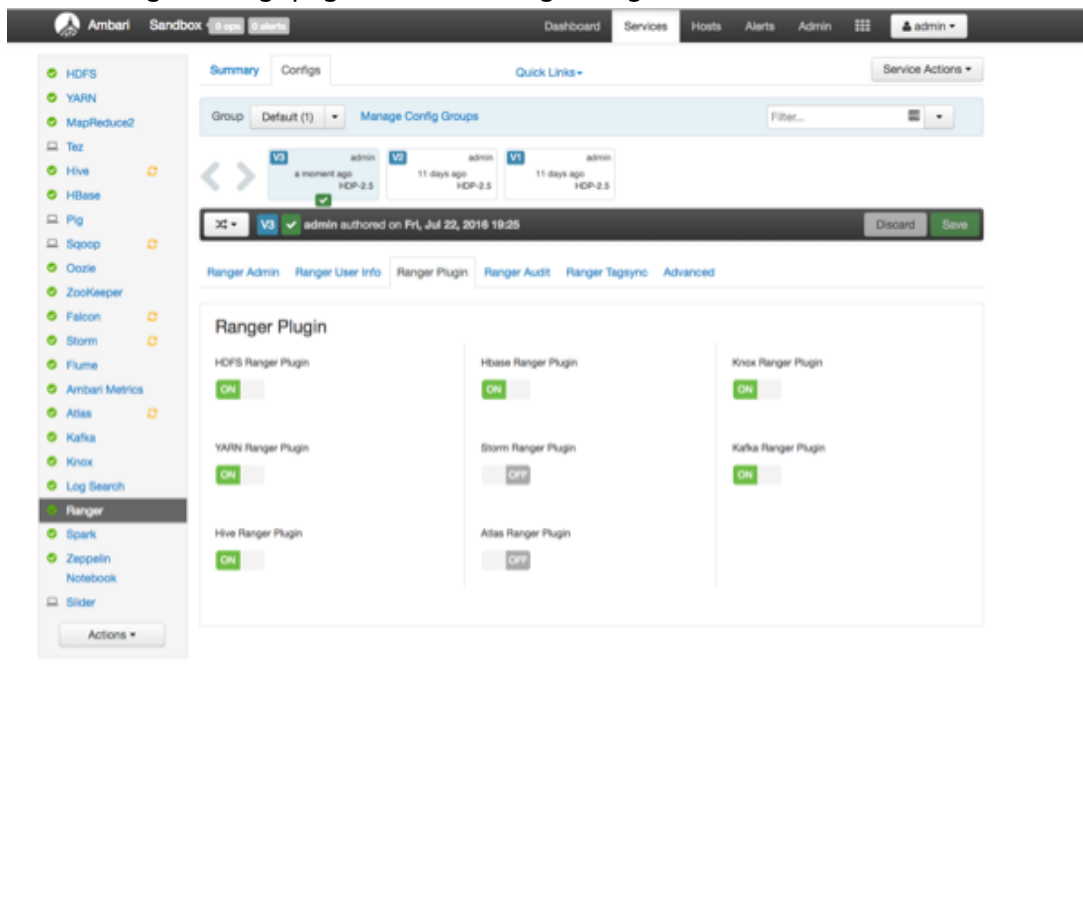 Ambari Sandbox 0 ops 0 alerts Dashboard Services Hosts Alerts Admin admin
HDFS
YARN
MapReduce2
Tez
Hive
HBase
Pig
Sqoop
Oozie
ZooKeeper
Falcon
Storm
Flume
Ambari Metrics
Atlas
Kafka
Knox
Log Search
Ranger
Spark
Zeppelin
Notebook
Slider
Actions
Summary Configs Quick Links Service Actions
Group Default (1) Manage Config Groups Filter...
V3 admin
a moment ago
HDP-2.5
V2 admin
11 days ago
HDP-2.5
V1 admin
11 days ago
HDP-2.5
V3 admin authored on Fri, Jul 22, 2016 19:25 Discard Save
Ranger Admin Ranger User Info Ranger Plugin Ranger Audit Ranger Tagsync Advanced
Ranger Plugin
HDFS Ranger Plugin Hbase Ranger Plugin Knox Ranger Plugin
ON ON ON
YARN Ranger Plugin Storm Ranger Plugin Kafka Ranger Plugin
ON OFF ON
Hive Ranger Plugin Atlas Ranger Plugin
ON OFF